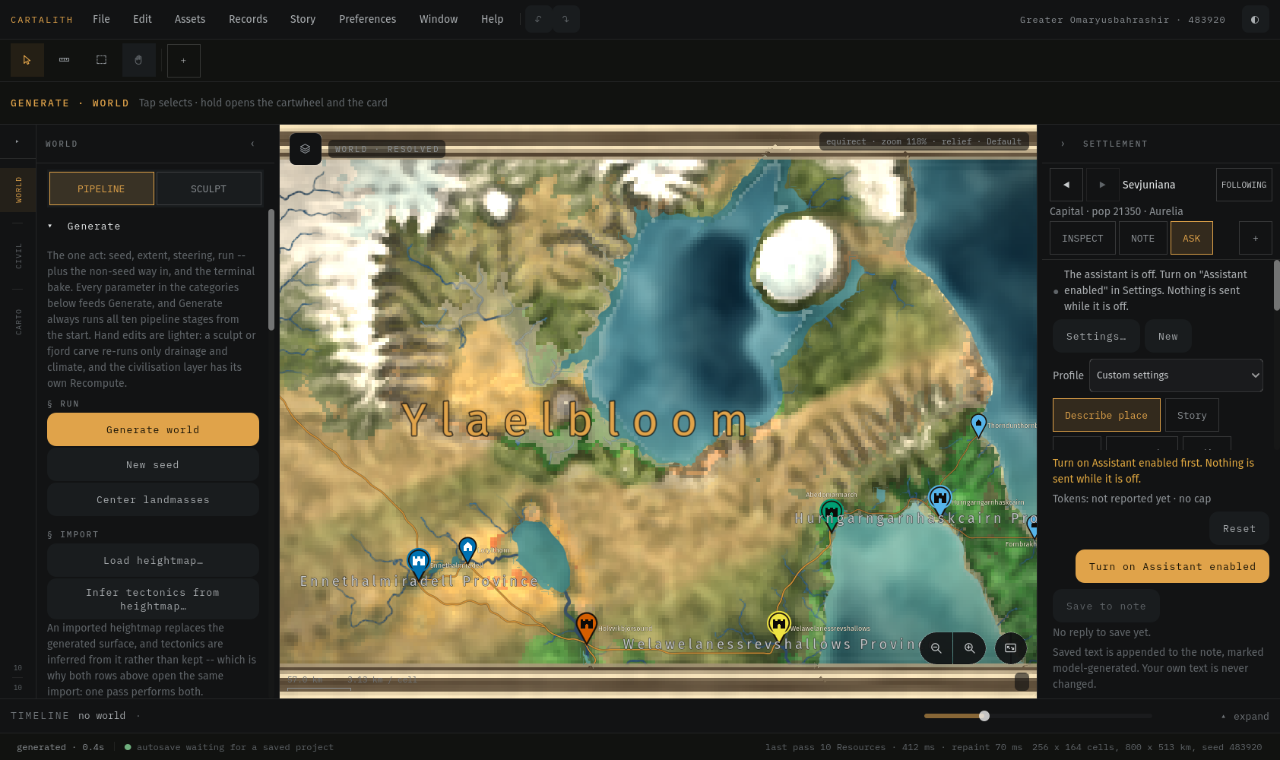 CARTALITH File Edit Assets Records Story Preferences Window Help Greater Omaryusbahrashir · 483920
GENERATE · WORLD Tap selects · hold opens the cartwheel and the card
WORLD
PIPELINE SCULPT
Generate
The one act: seed, extent, steering, run --
plus the non-seed way in, and the terminal
bake. Every parameter in the categories
below feeds Generate, and Generate
always runs all ten pipeline stages from
the start. Hand edits are lighter: a sculpt or
fjord carve re-runs only drainage and
climate, and the civilisation layer has its
own Recompute.
§ RUN
Generate world
New seed
Center landmasses
§ IMPORT
Load heightmap…
Infer tectonics from
heightmap…
An imported heightmap replaces the
generated surface, and tectonics are
inferred from it rather than kept -- which is
why both rows above open the same
import: one pass performs both.
WORLD
CIVIL
CARTO
10
10
WORLD · RESOLVED
equirect · zoom 118% · relief · Default
Ylaelbloom
Ennethalmiradell Province
Welawelanessrevshallows Provin
Welawelanessrevshallows
SETTLEMENT
Sevjuniana FOLLOWING
Capital · pop 21350 · Aurelia
INSPECT NOTE ASK +
The assistant is off. Turn on "Assistant
enabled" in Settings. Nothing is sent
while it is off.
Settings… New
Profile Custom settings
Describe place Story
Turn on Assistant enabled first. Nothing is
sent while it is off.
Tokens: not reported yet · no cap
Reset
Turn on Assistant enabled
Save to note
No reply to save yet.
Saved text is appended to the note, marked
model-generated. Your own text is never
changed.
TIMELINE no world · expand
generated · 0.4s autosave waiting for a saved project last pass 10 Resources · 412 ms · repaint 70 ms 256 x 164 cells, 800 x 513 km, seed 483920